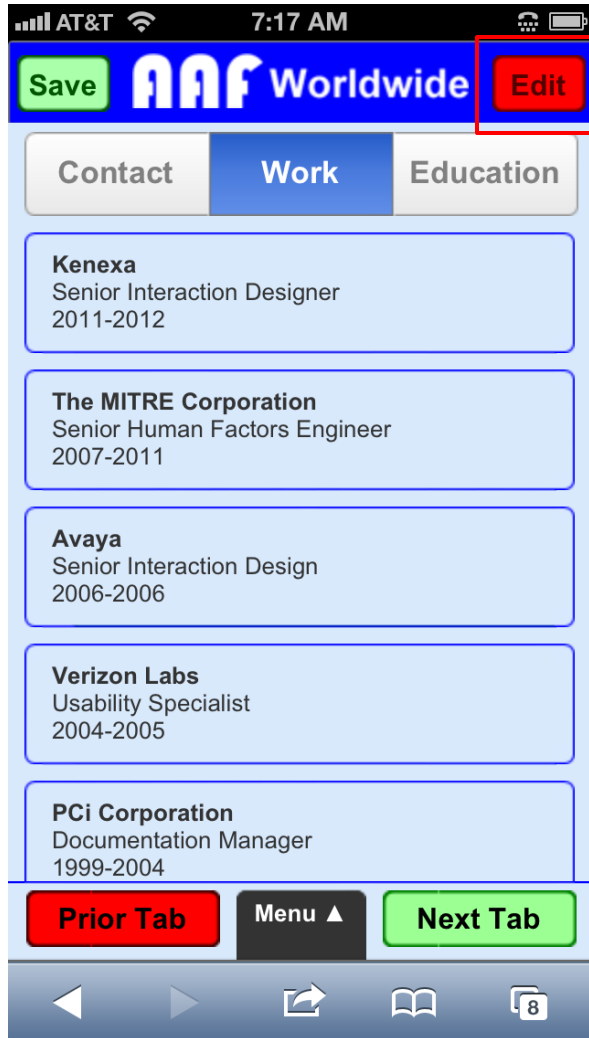 AT&T 7:17 AM
Save AAF Worldwide Edit
Contact Work Education
Kenexa
Senior Interaction Designer
2011-2012
The MITRE Corporation
Senior Human Factors Engineer
2007-2011
Avaya
Senior Interaction Design
2006-2006
Verizon Labs
Usability Specialist
2004-2005
PCi Corporation
Documentation Manager
1999-2004
Prior Tab Menu ▲ Next Tab
8